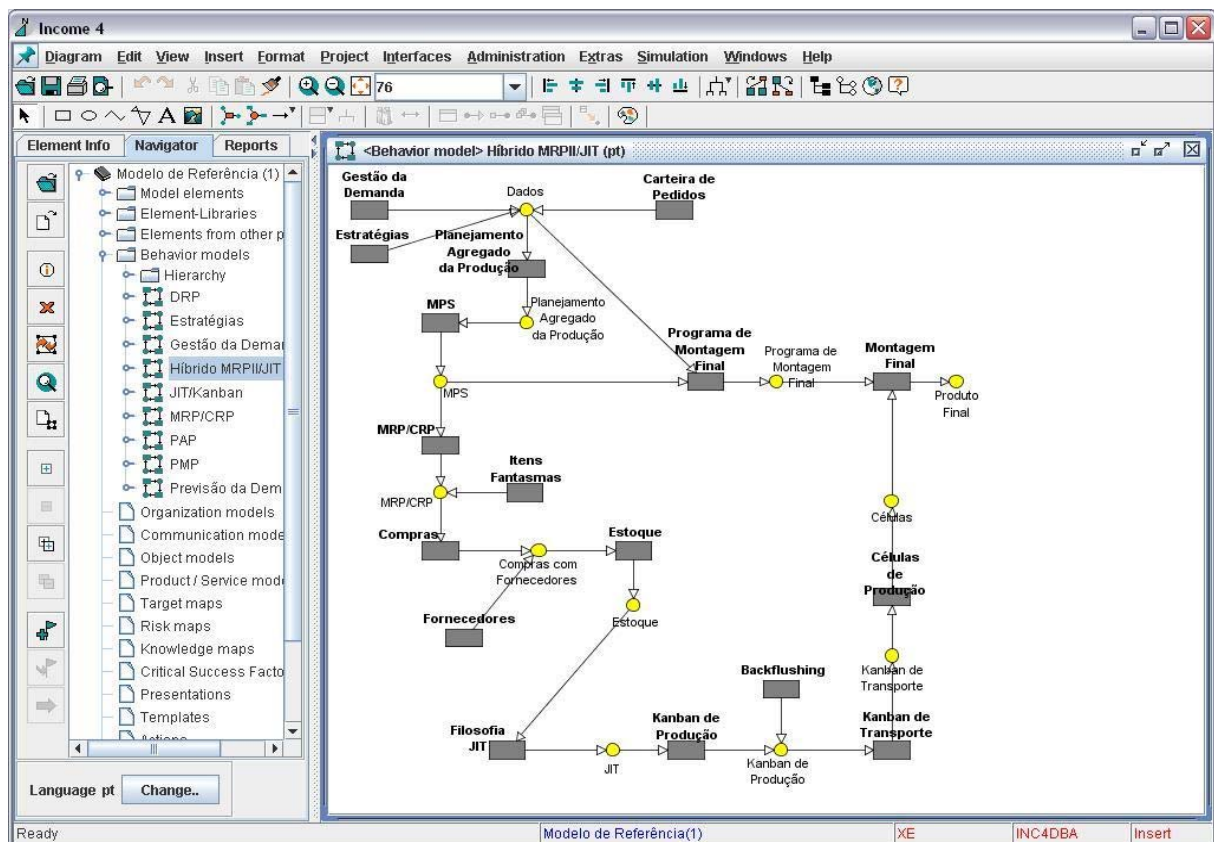 Income 4
Diagram Edit View Insert Format Project Interfaces Administration Extras Simulation Windows Help
76
Element Info Navigator Reports
Modelo de Referência (1)
Model elements
Element-Libraries
Elements from other p
Behavior models
Hierarchy
DRP
Estratégias
Gestão da Demar
Híbrido MRPII/JIT
JIT/Kanban
MRP/CRP
PAP
PMP
Previsão da Dem
Organization models
Communication mode
Object models
Product / Service mode
Target maps
Risk maps
Knowledge maps
Critical Success Facto
Presentations
Templates
Actions
Language pt Change..
<Behavior model> Híbrido MRPII/JIT (pt)
Gestão da
Demanda
Dados
Carteira de
Pedidos
Estratégias
Planejamento
Agregado
da Produção
MPS
Planejamento
Agregado
da Produção
Programa de
Montagem
Final
Programa de
Montagem
Final
Montagem
Final
Produto
Final
MPS
MRP/CRP
Itens
Fantasmas
MRP/CRP
Compras
Compras com
Fornecedores
Estoque
Fornecedores
Estoque
Células
Células
de
Produção
Kanban de
Transporte
Backflushing
Filosofia
JIT
JIT
Kanban de
Produção
Kanban de
Produção
Kanban de
Transporte
Ready Modelo de Referência(1) XE INC4DBA Insert